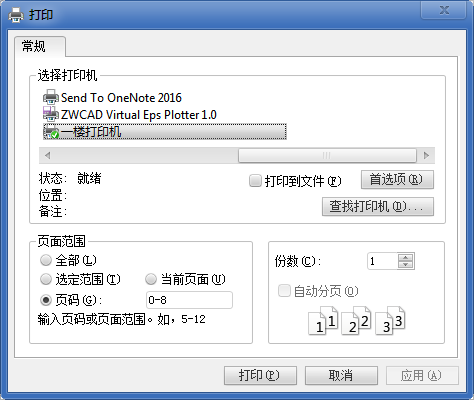 打印
常规
选择打印机
Send To OneNote 2016
ZWCAD Virtual Eps Plotter 1.0
一楼打印机
状态: 就绪
打印到文件(F)
首选项(R)
位置:
备注:
查找打印机(D)...
页面范围
全部(L)
选定范围(T)
当前页面(U)
页码(G): 0-8
输入页码或页面范围。如，5-12
份数(C): 1
自动分页(O)
1 1 2 2 3 3
打印(P)
取消
应用(A)